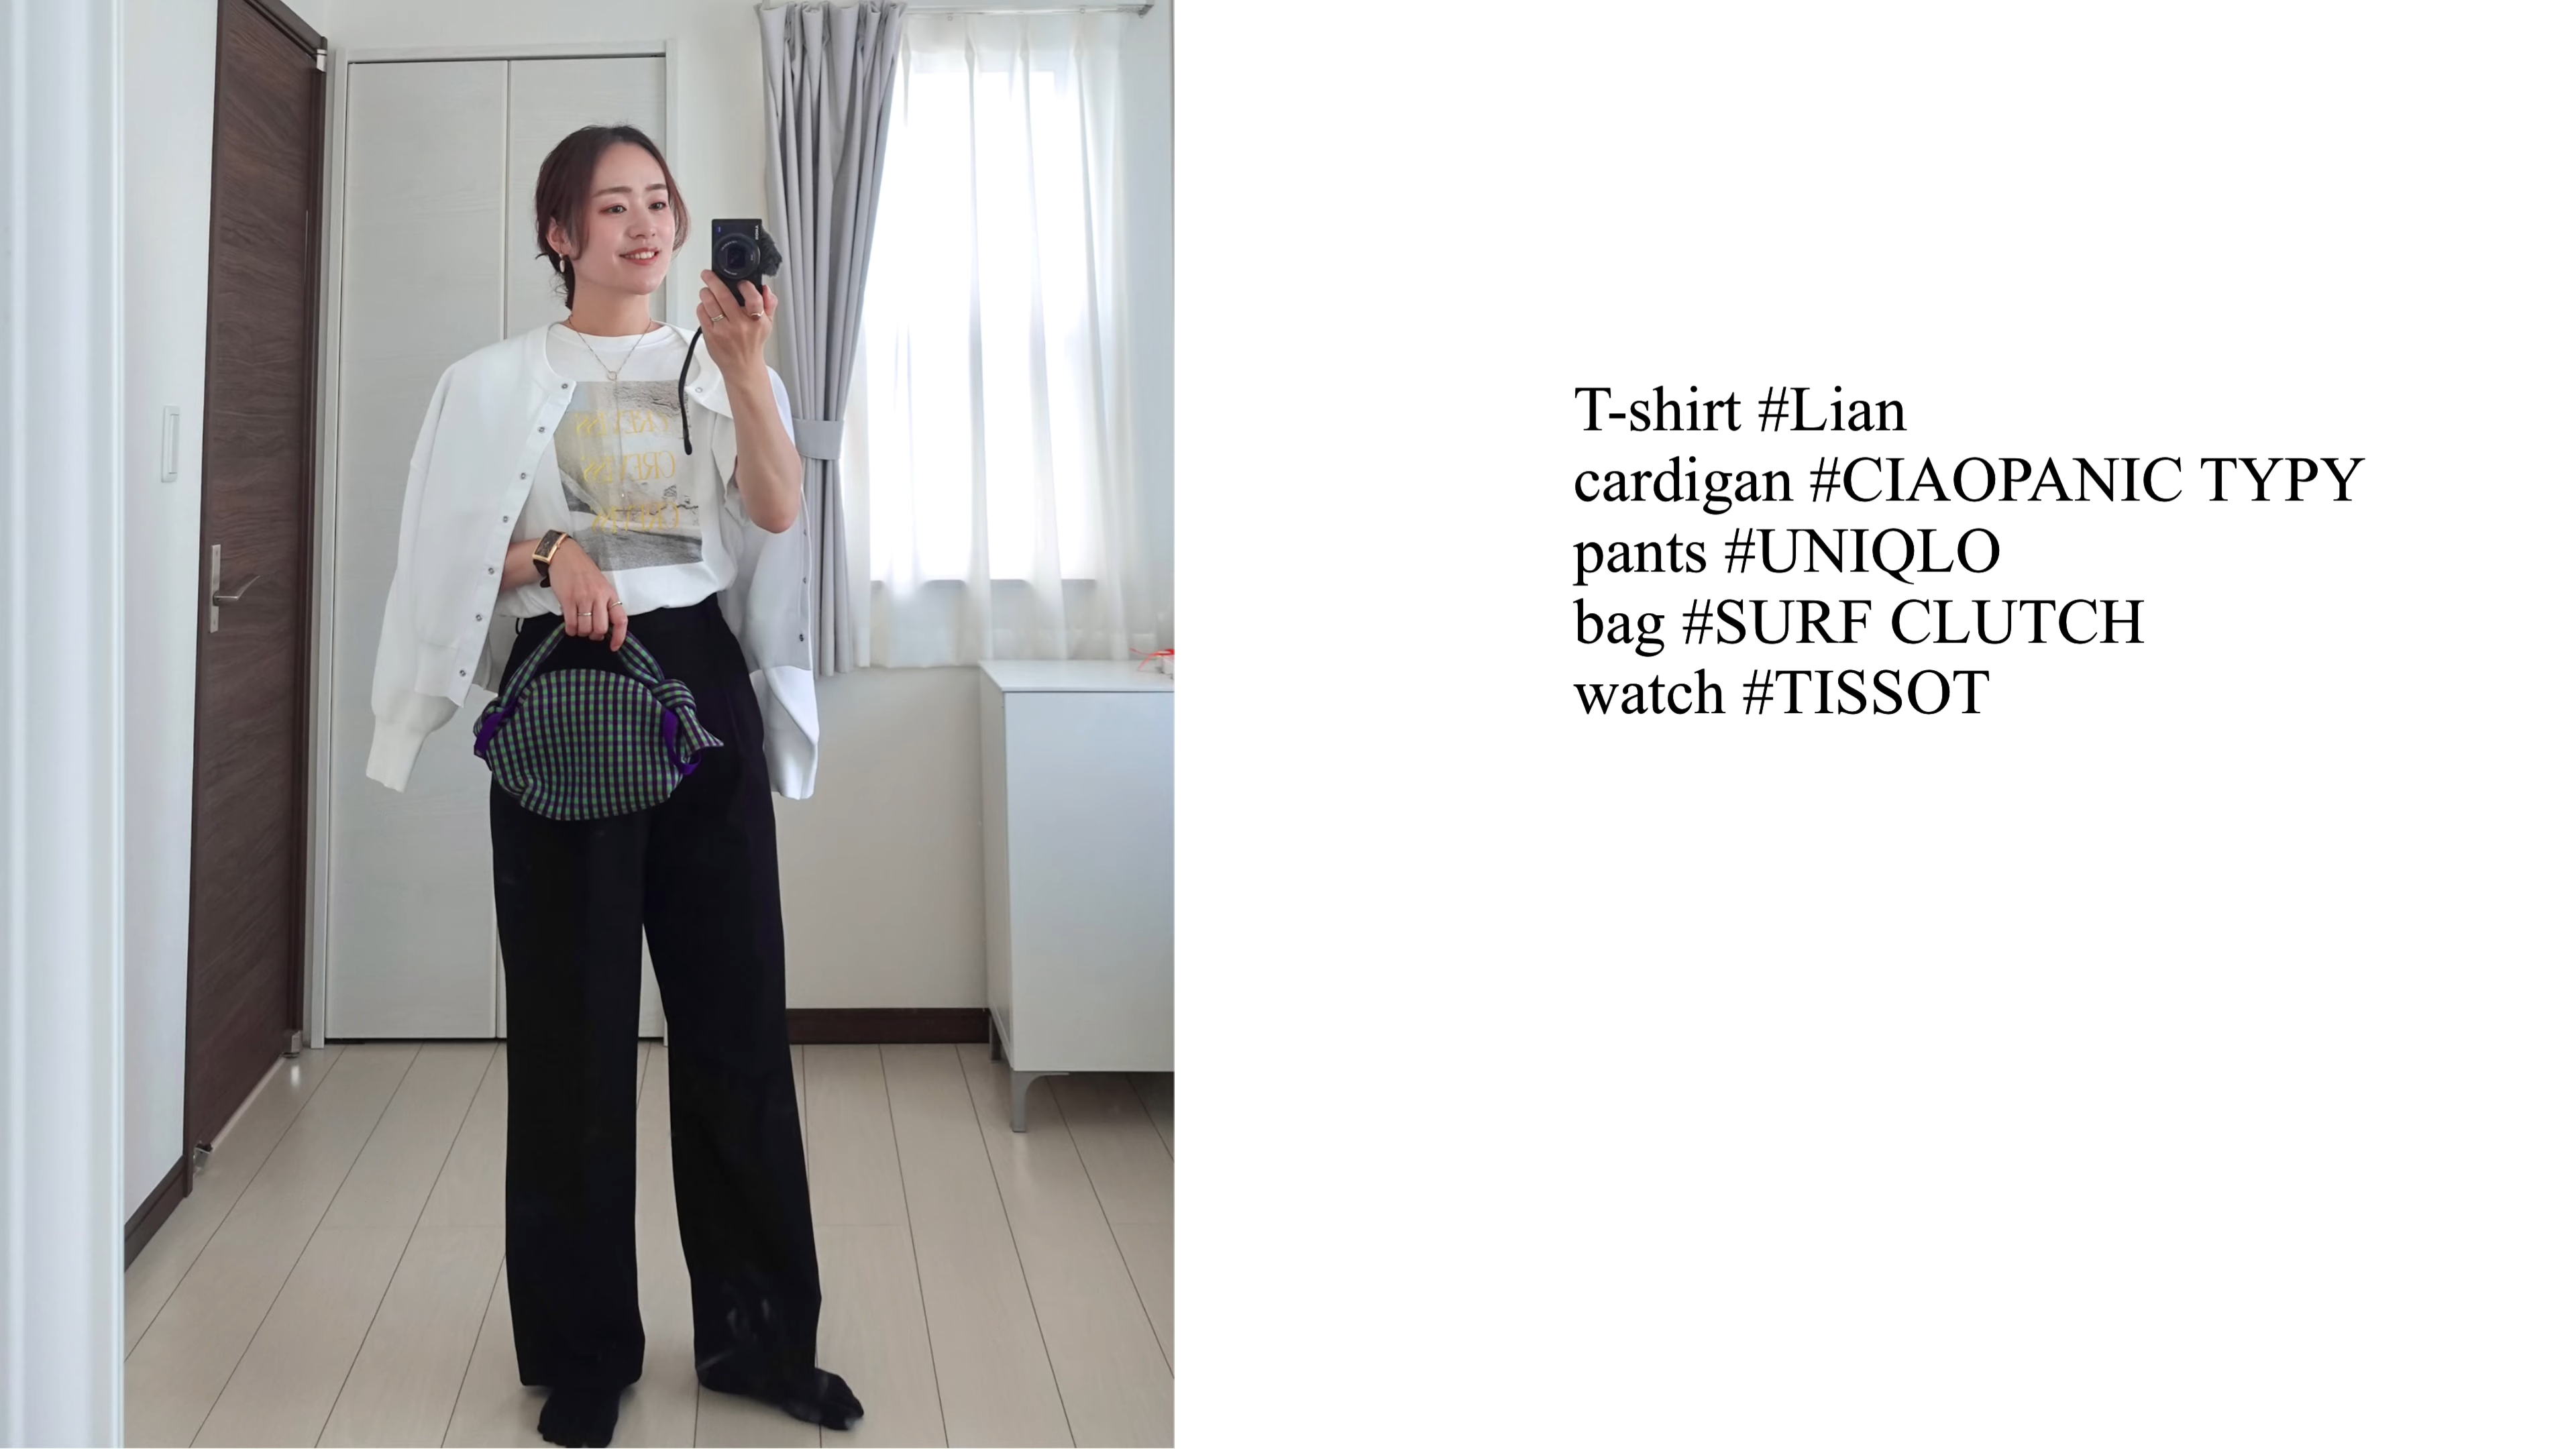 T-shirt #Lian
cardigan #CIAOPANIC TYPY
pants #UNIQLO
bag #SURF CLUTCH
watch #TISSOT